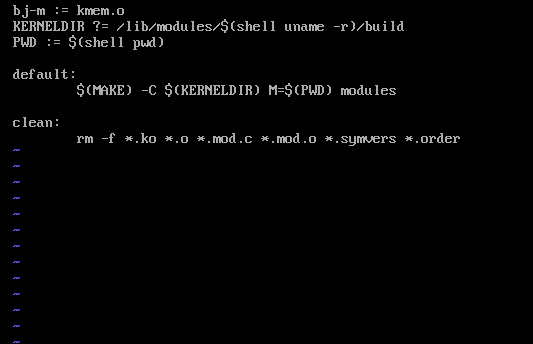 bj-m := kmem.o
KERNELDIR ?= /lib/modules/$(shell uname -r)/build
PWD := $(shell pwd)
default:
$(MAKE) -C $(KERNELDIR) M=$(PWD) modules
clean:
rm -f *.ko *.o *.mod.c *.mod.o *.symvers *.order
~
~
~
~
~
~
~
~
~
~
~
~
~